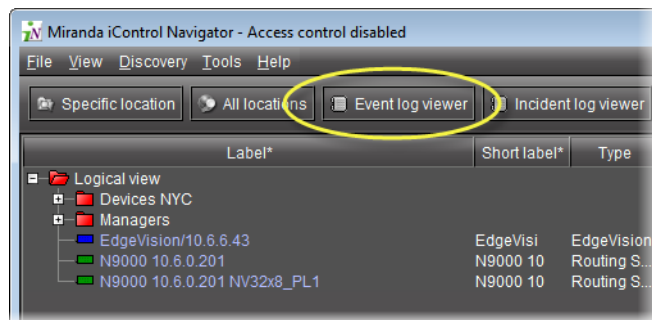 Miranda iControl Navigator - Access control disabled
File View Discovery Tools Help
Specific location All locations Event log viewer Incident log viewer
Label* Short label* Type
Logical view
Devices NYC
Managers
EdgeVision/10.6.6.43 EdgeVisi EdgeVision
N9000 10.6.0.201 N9000 10 Routing S...
N9000 10.6.0.201 NV32x8_PL1 N9000 10 Routing S...